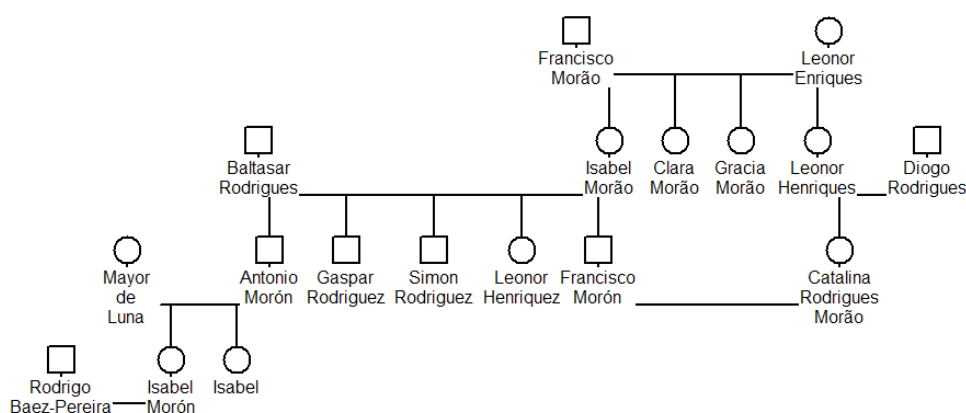 Francisco
Morão
Leonor
Enriques
Baltasar
Rodrigues
Isabel
Morão
Clara
Morão
Gracia
Morão
Leonor
Henriques
Diogo
Rodrigues
Mayor
de
Luna
Antonio
Morón
Gaspar
Rodriguez
Simon
Rodriguez
Leonor
Henriquez
Francisco
Morón
Catalina
Rodrigues
Morão
Rodrigo
Baez-Pereira
Isabel
Morón
Isabel